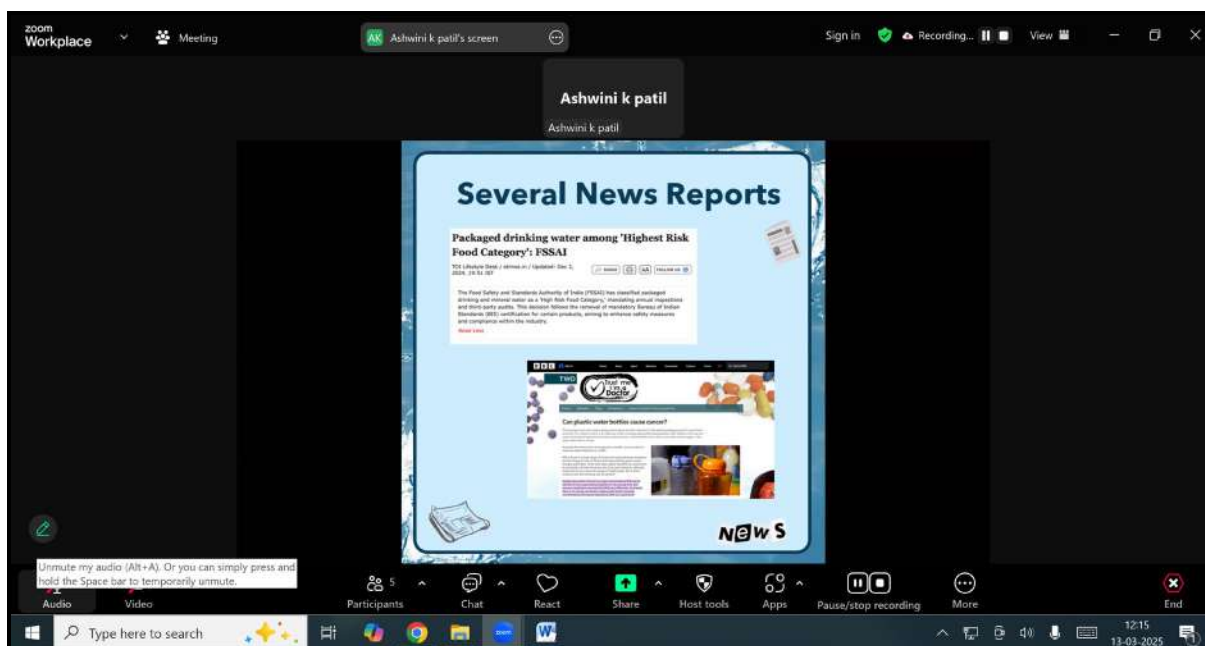 zoom
Workplace
Meeting
AK Ashwini k patil's screen
Sign in
Recording...
View
Ashwini k patil
Ashwini k patil
Several News Reports
Packaged drinking water among 'Highest Risk
Food Category': FSSAI
SHARE
AA
FOLLOW US
The Food Safety and Standards Authority of India (FSSAI) has classified packaged
drinking and mineral water as a 'High Risk Food Category,' mandating annual inspections
and third-party audits. This decision follows the removal of mandatory Bureau of Indian
Standards (BIS) certification for certain products, aiming to enhance safety measures
and compliance within the industry.
Read Less
BBC
TWO
Trust me
I'm a
Doctor
Can plastic water bottles cause cancer?
NEWS
Unmute my audio (Alt+A). Or you can simply press and
hold the Space bar to temporarily unmute.
Audio
Video
5
Participants
Chat
React
Share
Host tools
Apps
Pause/stop recording
More
End
Type here to search
zoom
W
12:15
13-03-2025